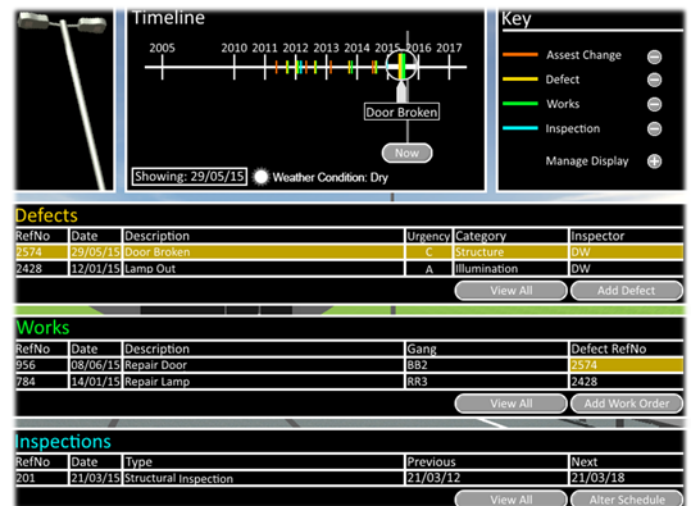 Timeline
2005 2010 2011 2012 2013 2014 2015 2016 2017
Door Broken
Now
Showing: 29/05/15 Weather Condition: Dry
Key
Assest Change
Defect
Works
Inspection
Manage Display
Defects
RefNo Date Description Urgency Category Inspector
2574 29/05/15 Door Broken C Structure DW
2428 12/01/15 Lamp Out A Illumination DW
View All Add Defect
Works
RefNo Date Description Gang Defect RefNo
956 08/06/15 Repair Door BB2 2574
784 14/01/15 Repair Lamp RR3 2428
View All Add Work Order
Inspections
RefNo Date Type Previous Next
201 21/03/15 Structural Inspection 21/03/12 21/03/18
View All Alter Schedule